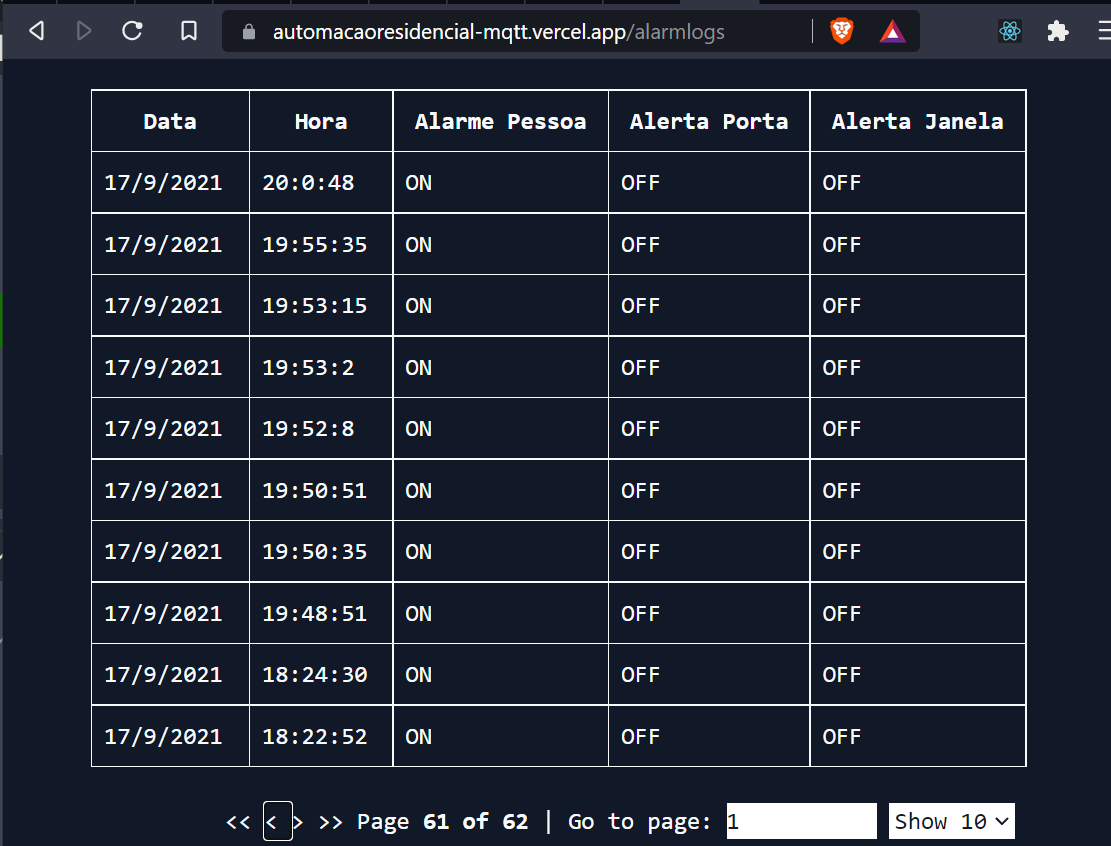 automacaoresidencial-mqtt.vercel.app/alarmlogs
Data Hora Alarme Pessoa Alerta Porta Alerta Janela
17/9/2021 20:0:48 ON OFF OFF
17/9/2021 19:55:35 ON OFF OFF
17/9/2021 19:53:15 ON OFF OFF
17/9/2021 19:53:2 ON OFF OFF
17/9/2021 19:52:8 ON OFF OFF
17/9/2021 19:50:51 ON OFF OFF
17/9/2021 19:50:35 ON OFF OFF
17/9/2021 19:48:51 ON OFF OFF
17/9/2021 18:24:30 ON OFF OFF
17/9/2021 18:22:52 ON OFF OFF
<< < > >> Page 61 of 62 | Go to page: 1 Show 10